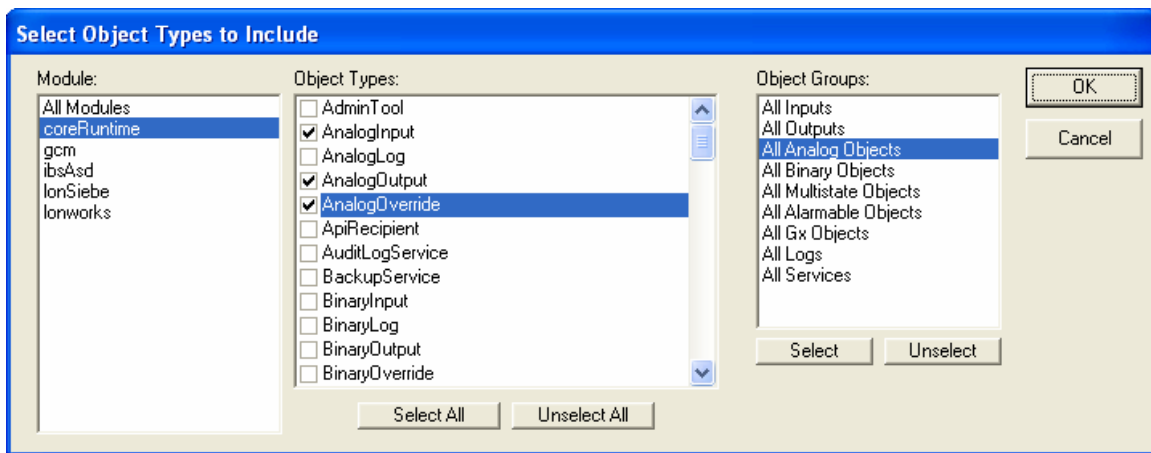 Select Object Types to Include
Module:
All Modules
coreRuntime
gcm
ibsAsd
lonSiebe
lonworks
Object Types:
AdminTool
AnalogInput
AnalogLog
AnalogOutput
AnalogOverride
ApiRecipient
AuditLogService
BackupService
BinaryInput
BinaryLog
BinaryOutput
BinaryOverride
Select All
Unselect All
Object Groups:
All Inputs
All Outputs
All Analog Objects
All Binary Objects
All Multistate Objects
All Alarmable Objects
All Gx Objects
All Logs
All Services
Select
Unselect
OK
Cancel